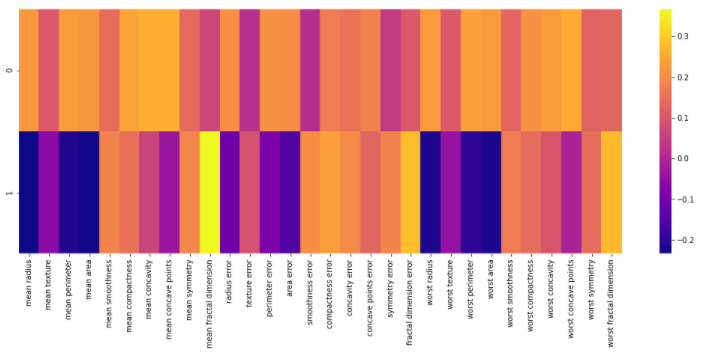 0
1
mean radius
mean texture
mean perimeter
mean area
mean smoothness
mean compactness
mean concavity
mean concave points
mean symmetry
mean fractal dimension
radius error
texture error
perimeter error
area error
smoothness error
compactness error
concavity error
concave points error
symmetry error
fractal dimension error
worst radius
worst texture
worst perimeter
worst area
worst smoothness
worst compactness
worst concavity
worst concave points
worst symmetry
worst fractal dimension
0.3
0.2
0.1
0.0
−0.1
−0.2